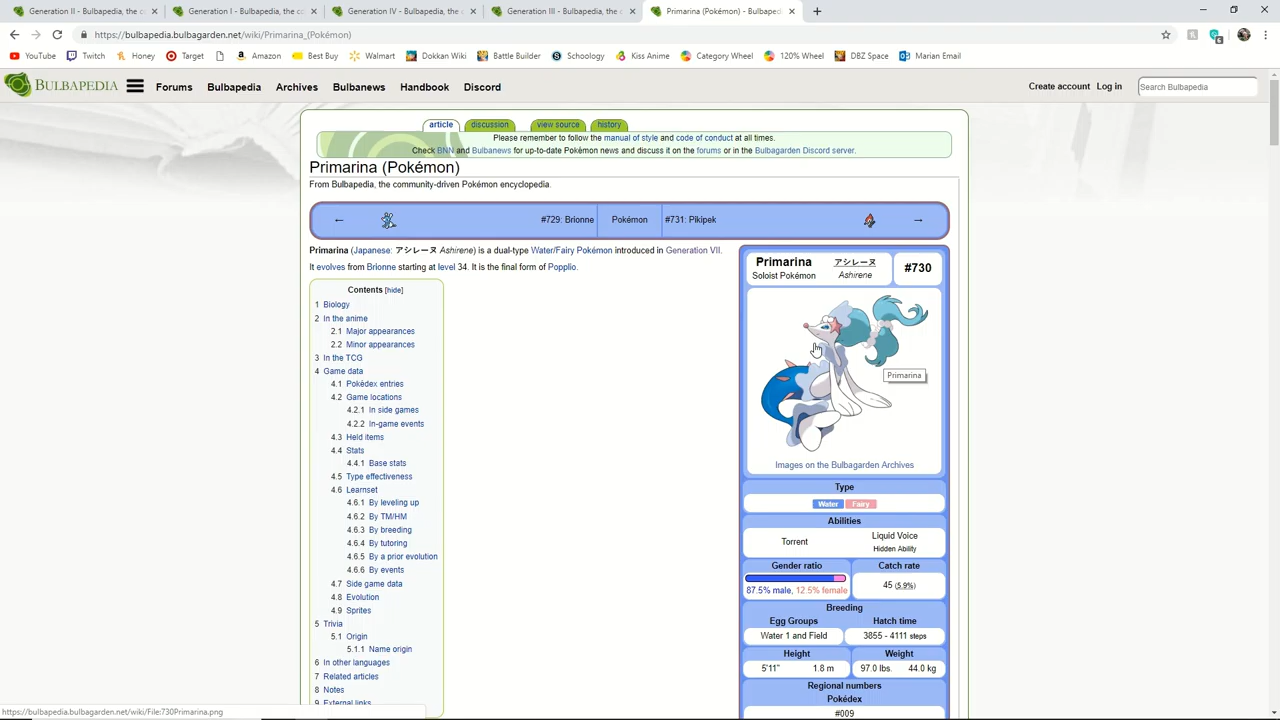 Generation II - Bulbapedia, the c
Generation I - Bulbapedia, the co
Generation IV - Bulbapedia, the
Generation III - Bulbapedia, the
Primarina (Pokémon) - Bulbaped
https://bulbapedia.bulbagarden.net/wiki/Primarina_(Pokémon)
YouTube Twitch Honey Target Amazon Best Buy Walmart Dokkan Wiki Battle Builder Schoology Kiss Anime Category Wheel 120% Wheel DBZ Space Marian Email
BULBAPEDIA Forums Bulbapedia Archives Bulbanews Handbook Discord Create account Log in Search Bulbapedia
article discussion view source history
Please remember to follow the manual of style and code of conduct at all times.
Check BNN and Bulbanews for up-to-date Pokémon news and discuss it on the forums or in the Bulbagarden Discord server.
Primarina (Pokémon)
From Bulbapedia, the community-driven Pokémon encyclopedia.
← #729: Brionne Pokémon #731: Pikipek →
Primarina (Japanese: アシレーヌ Ashirene) is a dual-type Water/Fairy Pokémon introduced in Generation VII.
It evolves from Brionne starting at level 34. It is the final form of Popplio.
Contents [hide]
1 Biology
2 In the anime
2.1 Major appearances
2.2 Minor appearances
3 In the TCG
4 Game data
4.1 Pokédex entries
4.2 Game locations
4.2.1 In side games
4.2.2 In-game events
4.3 Held items
4.4 Stats
4.4.1 Base stats
4.5 Type effectiveness
4.6 Learnset
4.6.1 By leveling up
4.6.2 By TM/HM
4.6.3 By breeding
4.6.4 By tutoring
4.6.5 By a prior evolution
4.6.6 By events
4.7 Side game data
4.8 Evolution
4.9 Sprites
5 Trivia
5.1 Origin
5.1.1 Name origin
6 In other languages
7 Related articles
8 Notes
9 External links
Primarina アシレーヌ #730
Soloist Pokémon Ashirene
Primarina
Images on the Bulbagarden Archives
Type
Water Fairy
Abilities
Torrent
Liquid Voice
Hidden Ability
Gender ratio Catch rate
87.5% male, 12.5% female 45 (5.9%)
Breeding
Egg Groups Hatch time
Water 1 and Field 3855 - 4111 steps
Height Weight
5'11" 1.8 m 97.0 lbs. 44.0 kg
Regional numbers
Pokédex
#009
https://bulbapedia.bulbagarden.net/wiki/File:730Primarina.png